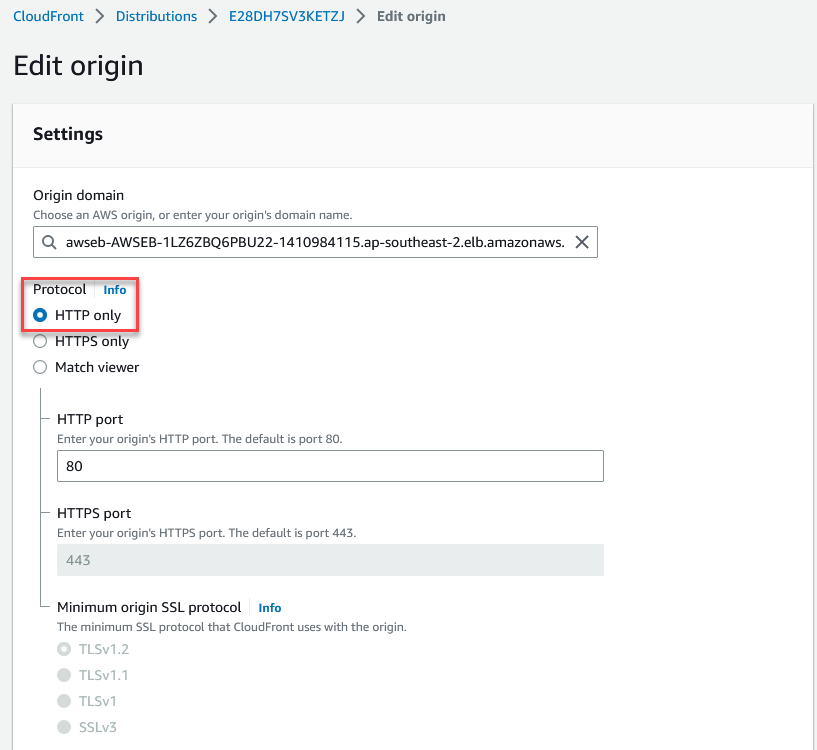 CloudFront > Distributions > E28DH7SV3KETZJ > Edit origin
Edit origin
Settings
Origin domain
Choose an AWS origin, or enter your origin's domain name.
awseb-AWSEB-1LZ6ZBQ6PBU22-1410984115.ap-southeast-2.elb.amazonaws.
Protocol Info
HTTP only
HTTPS only
Match viewer
HTTP port
Enter your origin's HTTP port. The default is port 80.
80
HTTPS port
Enter your origin's HTTPS port. The default is port 443.
443
Minimum origin SSL protocol Info
The minimum SSL protocol that CloudFront uses with the origin.
TLSv1.2
TLSv1.1
TLSv1
SSLv3